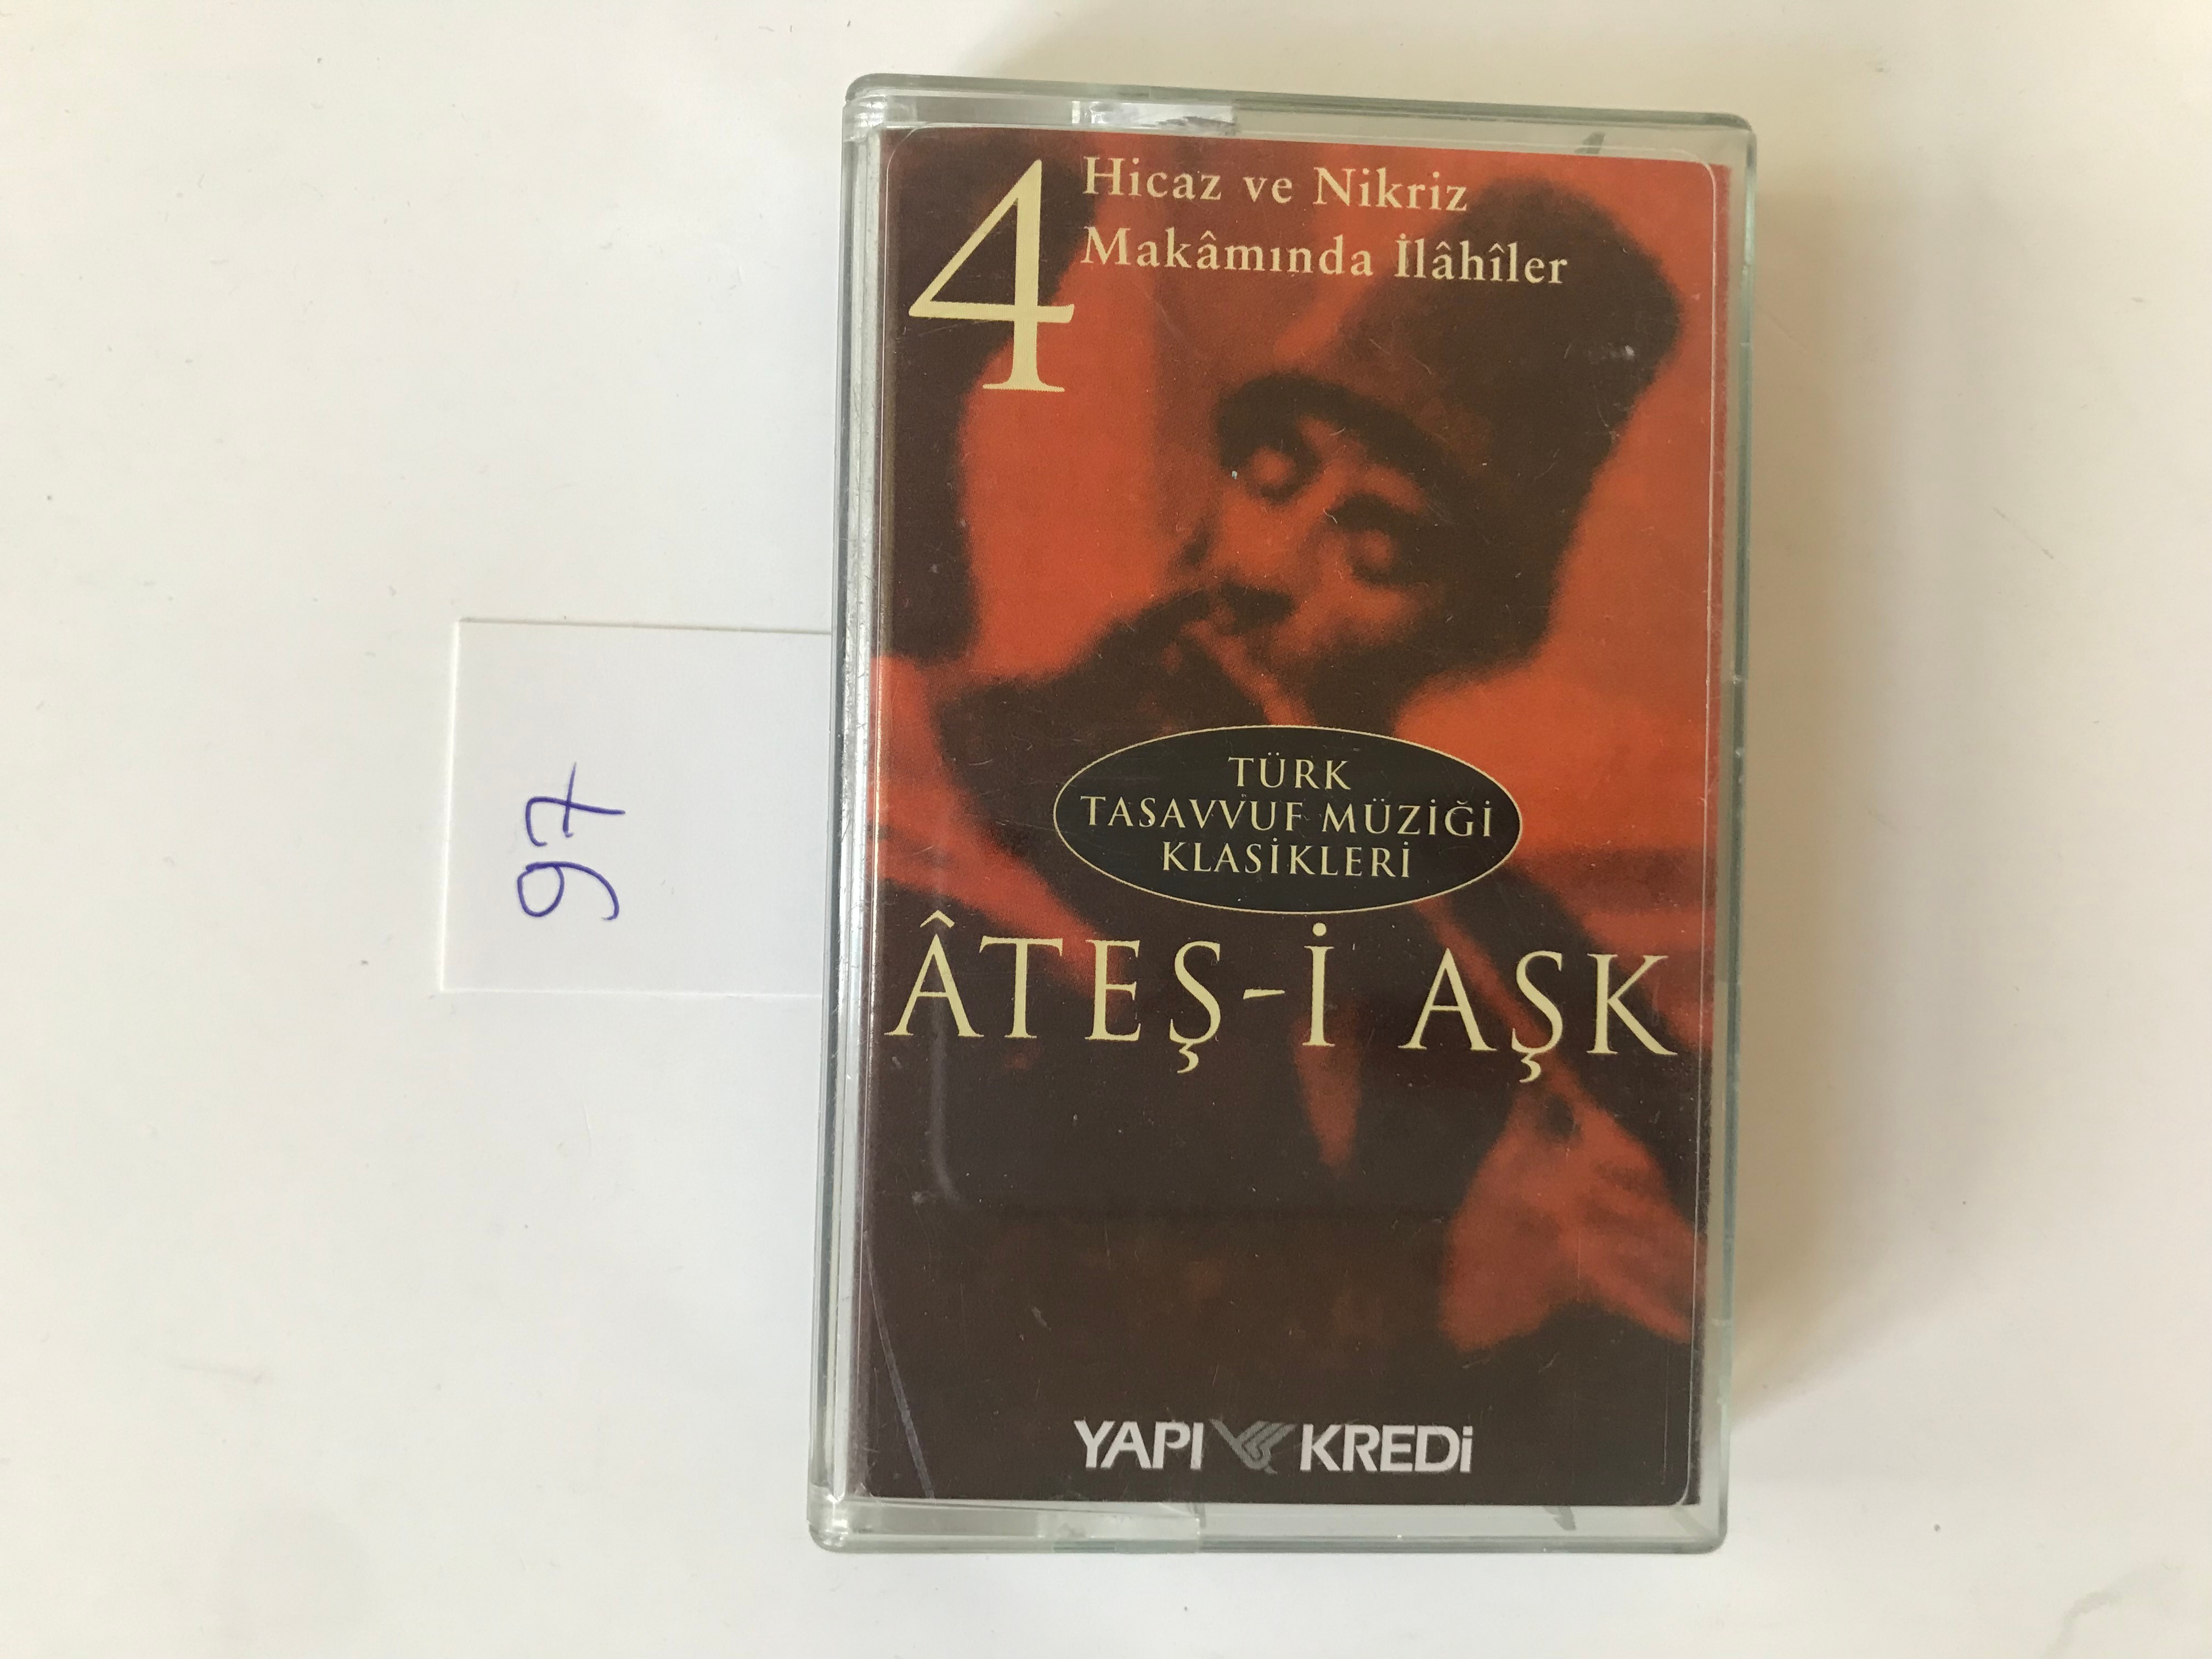 97
4
Hicaz ve Nikriz
Makâmında İlâhîler
TÜRK
TASAVVUF MÜZİĞİ
KLASİKLERİ
ÂTEŞ-İ AŞK
YAPI KREDİ